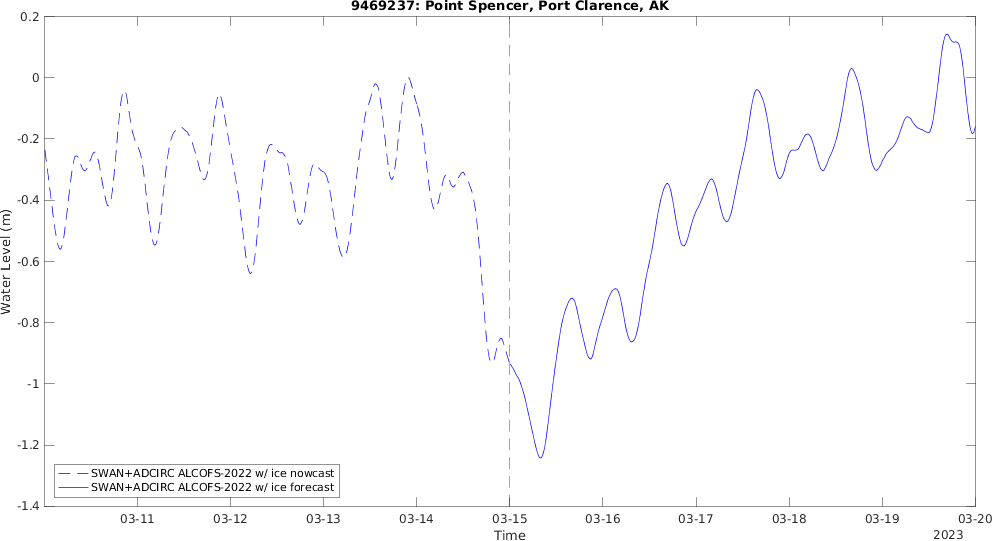 9469237: Point Spencer, Port Clarence, AK
0.2
0
-0.2
-0.4
-0.6
-0.8
-1
-1.2
-1.4
Water Level (m)
SWAN+ADCIRC ALCOFS-2022 w/ ice nowcast
SWAN+ADCIRC ALCOFS-2022 w/ ice forecast
03-11 03-12 03-13 03-14 03-15 03-16 03-17 03-18 03-19 03-20
Time
2023